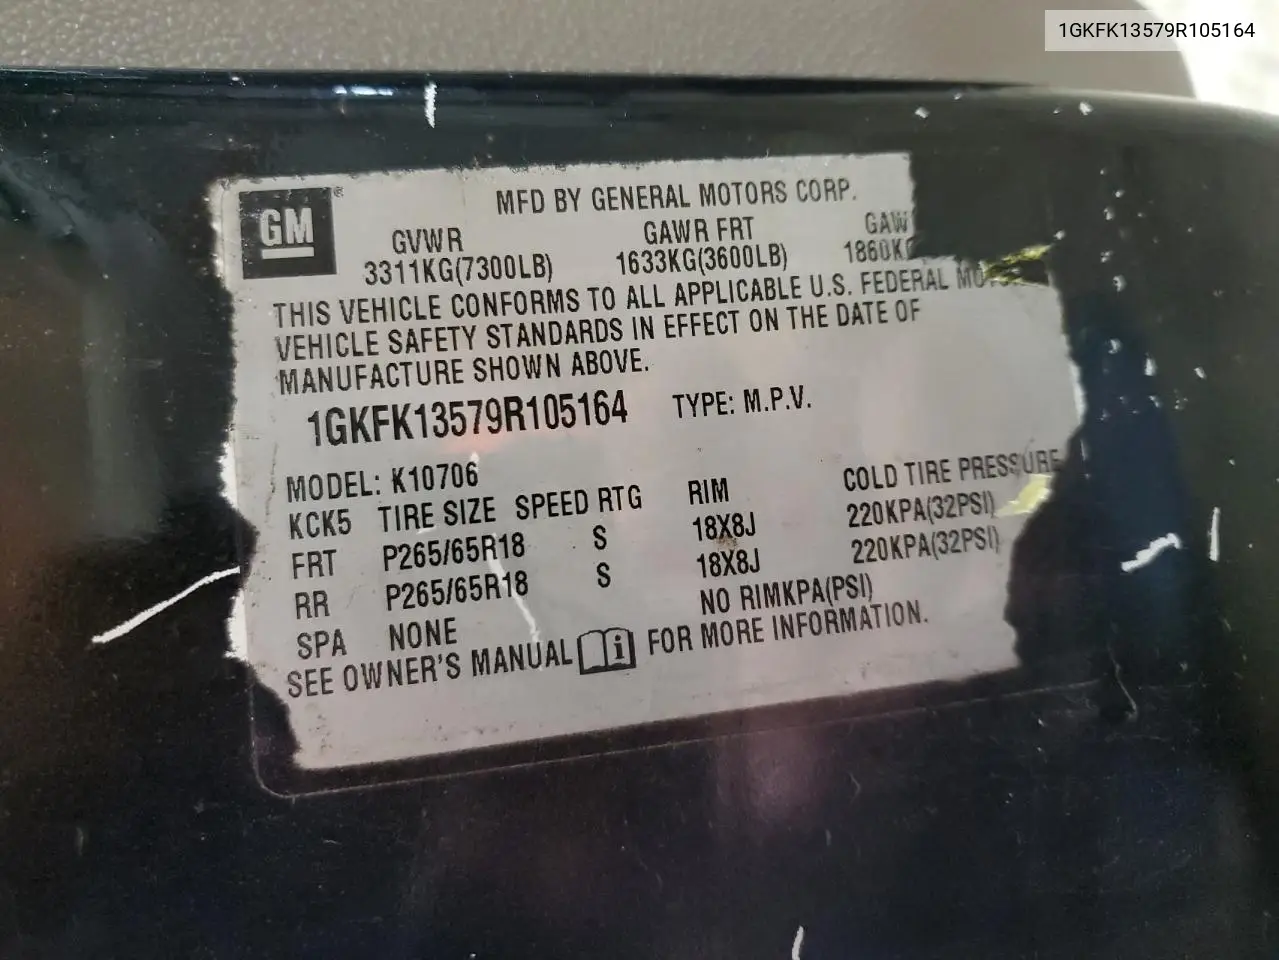 1GKFK13579R105164
GM ®
MFD BY GENERAL MOTORS CORP.
GVWR GAWR FRT
3311KG(7300LB) 1633KG(3600LB)
THIS VEHICLE CONFORMS TO ALL APPLICABLE U.S. FEDERAL
VEHICLE SAFETY STANDARDS IN EFFECT ON THE DATE OF
MANUFACTURE SHOWN ABOVE.
1GKFK13579R105164 TYPE: M.P.V.
MODEL: K10706
KCK5 TIRE SIZE SPEED RTG RIM COLD TIRE PRESSURE
FRT P265/65R18 S 18X8J 220KPA(32PSI)
RR P265/65R18 S 18X8J 220KPA(32PSI)
SPA NONE NO RIMKPA(PSI)
SEE OWNER'S MANUAL i FOR MORE INFORMATION.